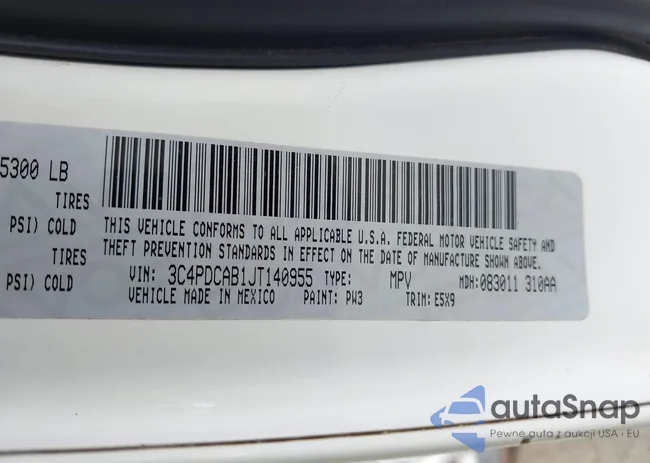 5300 LB
TIRES
PSI) COLD
TIRES
PSI) COLD
THIS VEHICLE CONFORMS TO ALL APPLICABLE U.S.A. FEDERAL MOTOR VEHICLE SAFETY AND
THEFT PREVENTION STANDARDS IN EFFECT ON THE DATE OF MANUFACTURE SHOWN ABOVE.
VIN: 3C4PDCAB1JT140955 TYPE: MPV MDH: 083011 310AA
VEHICLE MADE IN MEXICO PAINT: PW3 TRIM: E5X9
autoSnap
Pewne auta z aukcji USA i EU